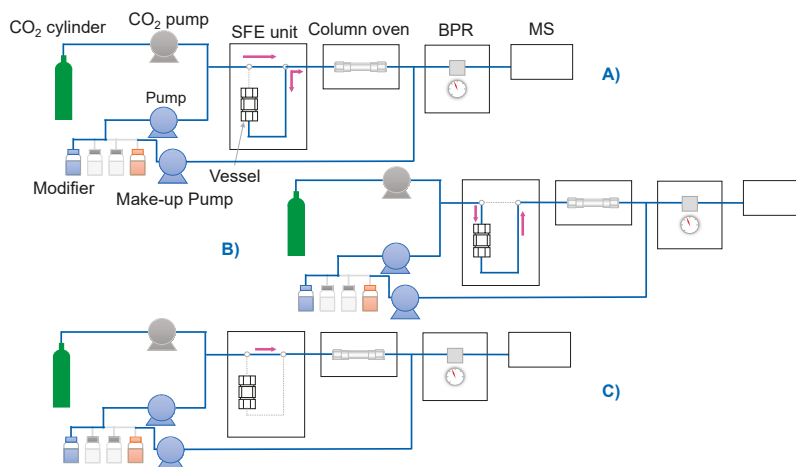 CO₂ cylinder
CO₂ pump
SFE unit
Column oven
BPR
MS
A)
Pump
Modifier
Make-up Pump
Vessel
B)
C)